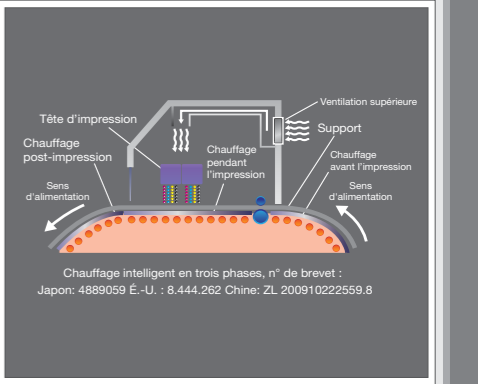 Ventilation supérieure
Tête d'impression
Support
Chauffage
post-impression
Chauffage
pendant
l'impression
Chauffage
avant l'impression
Sens
d'alimentation
Sens
d'alimentation
Chauffage intelligent en trois phases, n° de brevet :
Japon: 4889059 É.-U. : 8.444.262 Chine: ZL 200910222559.8